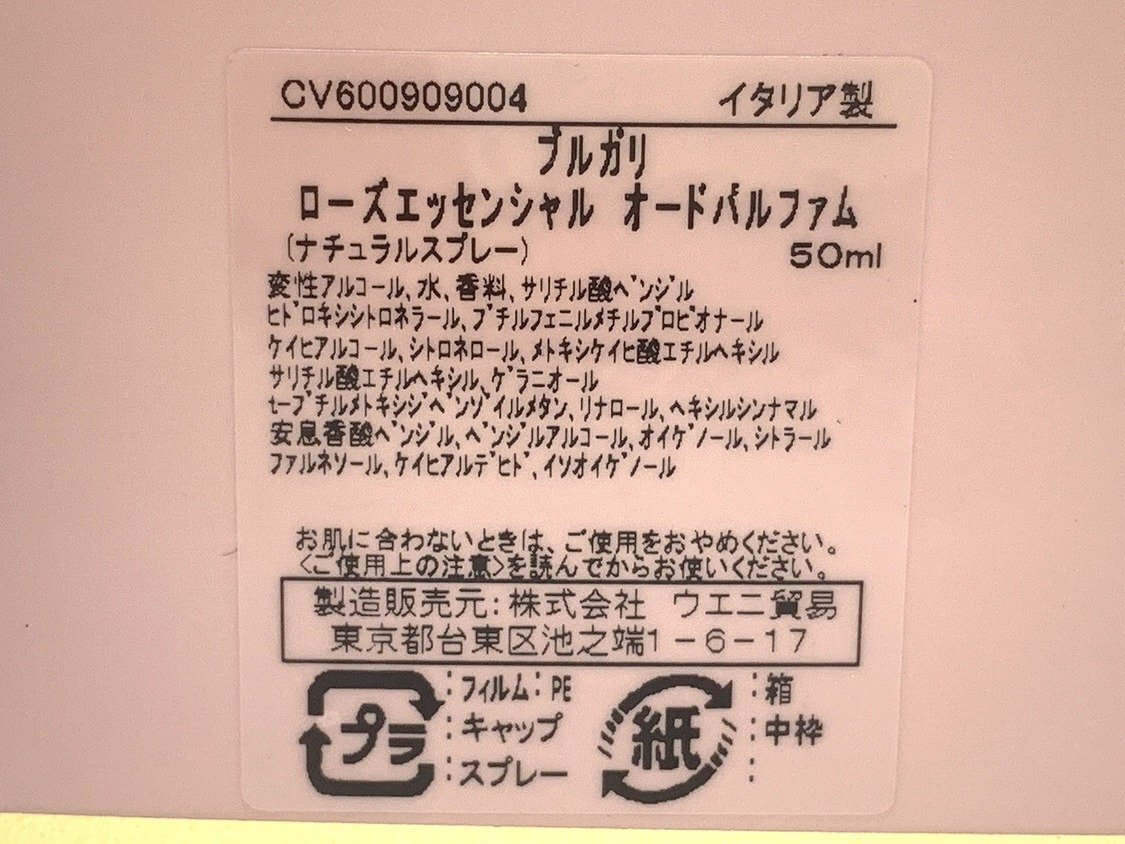 CV600909004 イタリア製
ブルガリ
ローズエッセンシャル オードパルファム
(ナチュラルスプレー) 50ml
変性アルコール、水、香料、サリチル酸ベンジル
ヒドロキシシトロネラール、ブチルフェニルメチルプロピオナール
ケイヒアルコール、シトロネロール、メトキシケイヒ酸エチルヘキシル
サリチル酸エチルヘキシル、ゲラニオール
t-ブチルメトキシジベンゾイルメタン、リナロール、ヘキシルシンナマル
安息香酸ベンジル、ベンジルアルコール、オイゲノール、シトラール
ファルネソール、ケイヒアルデヒド、イソオイゲノール
お肌に合わないときは、ご使用をおやめください。
<ご使用上の注意>を読んでからお使いください。
製造販売元:株式会社 ウエニ貿易
東京都台東区池之端1-6-17
プラ
:フィルム:PE
:キャップ
:スプレー
紙
:箱
:中枠
: